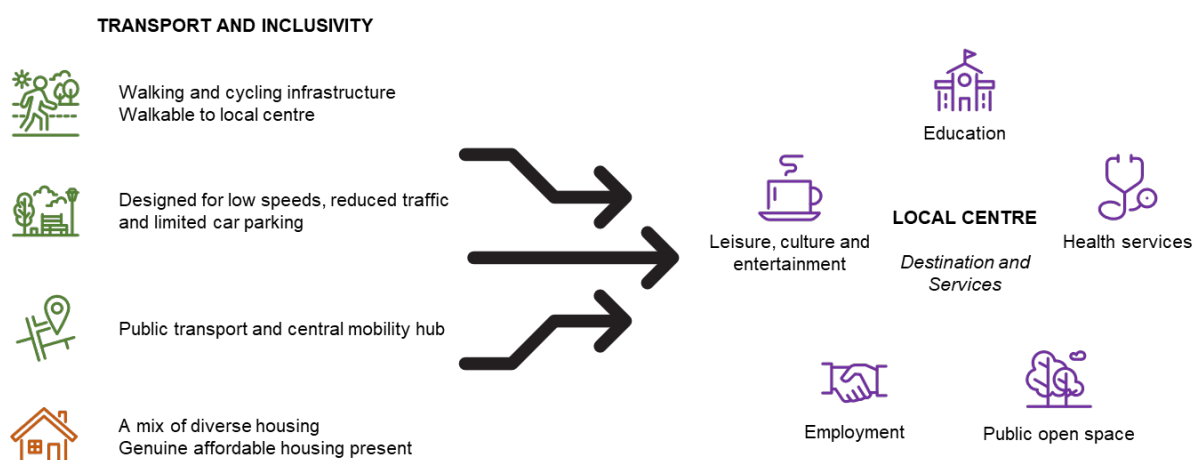 TRANSPORT AND INCLUSIVITY
Walking and cycling infrastructure
Walkable to local centre
Designed for low speeds, reduced traffic
and limited car parking
Public transport and central mobility hub
A mix of diverse housing
Genuine affordable housing present
Education
Leisure, culture and
entertainment
LOCAL CENTRE
Destination and
Services
Health services
Employment
Public open space